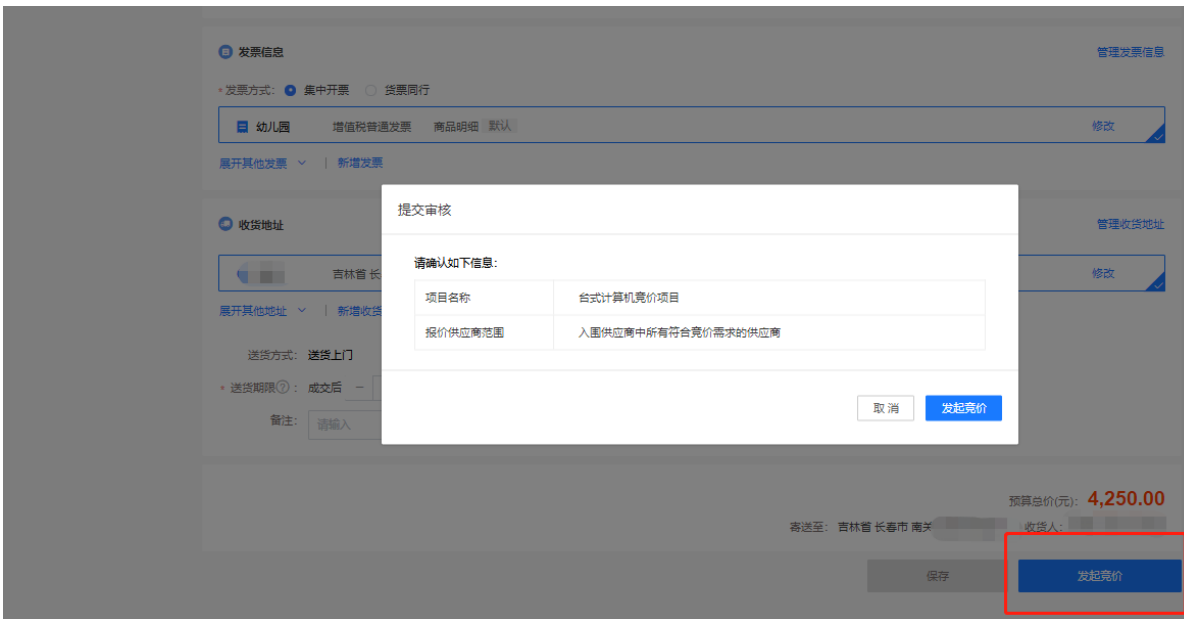 发票信息
管理发票信息
* 发票方式： 集中开票 货票同行
幼儿园 增值税普通发票 商品明细 默认 修改
展开其他发票 | 新增发票
提交审核
收货地址
管理收货地址
请确认如下信息：
吉林省 长
修改
项目名称 台式计算机竞价项目
展开其他地址 | 新增收货
报价供应商范围 入围供应商中所有符合竞价需求的供应商
送货方式： 送货上门
* 送货期限 ： 成交后 －
取 消 发起竞价
备注： 请输入
预算总价(元)： 4,250.00
寄送至： 吉林省 长春市 南关 收货人：
保存 发起竞价